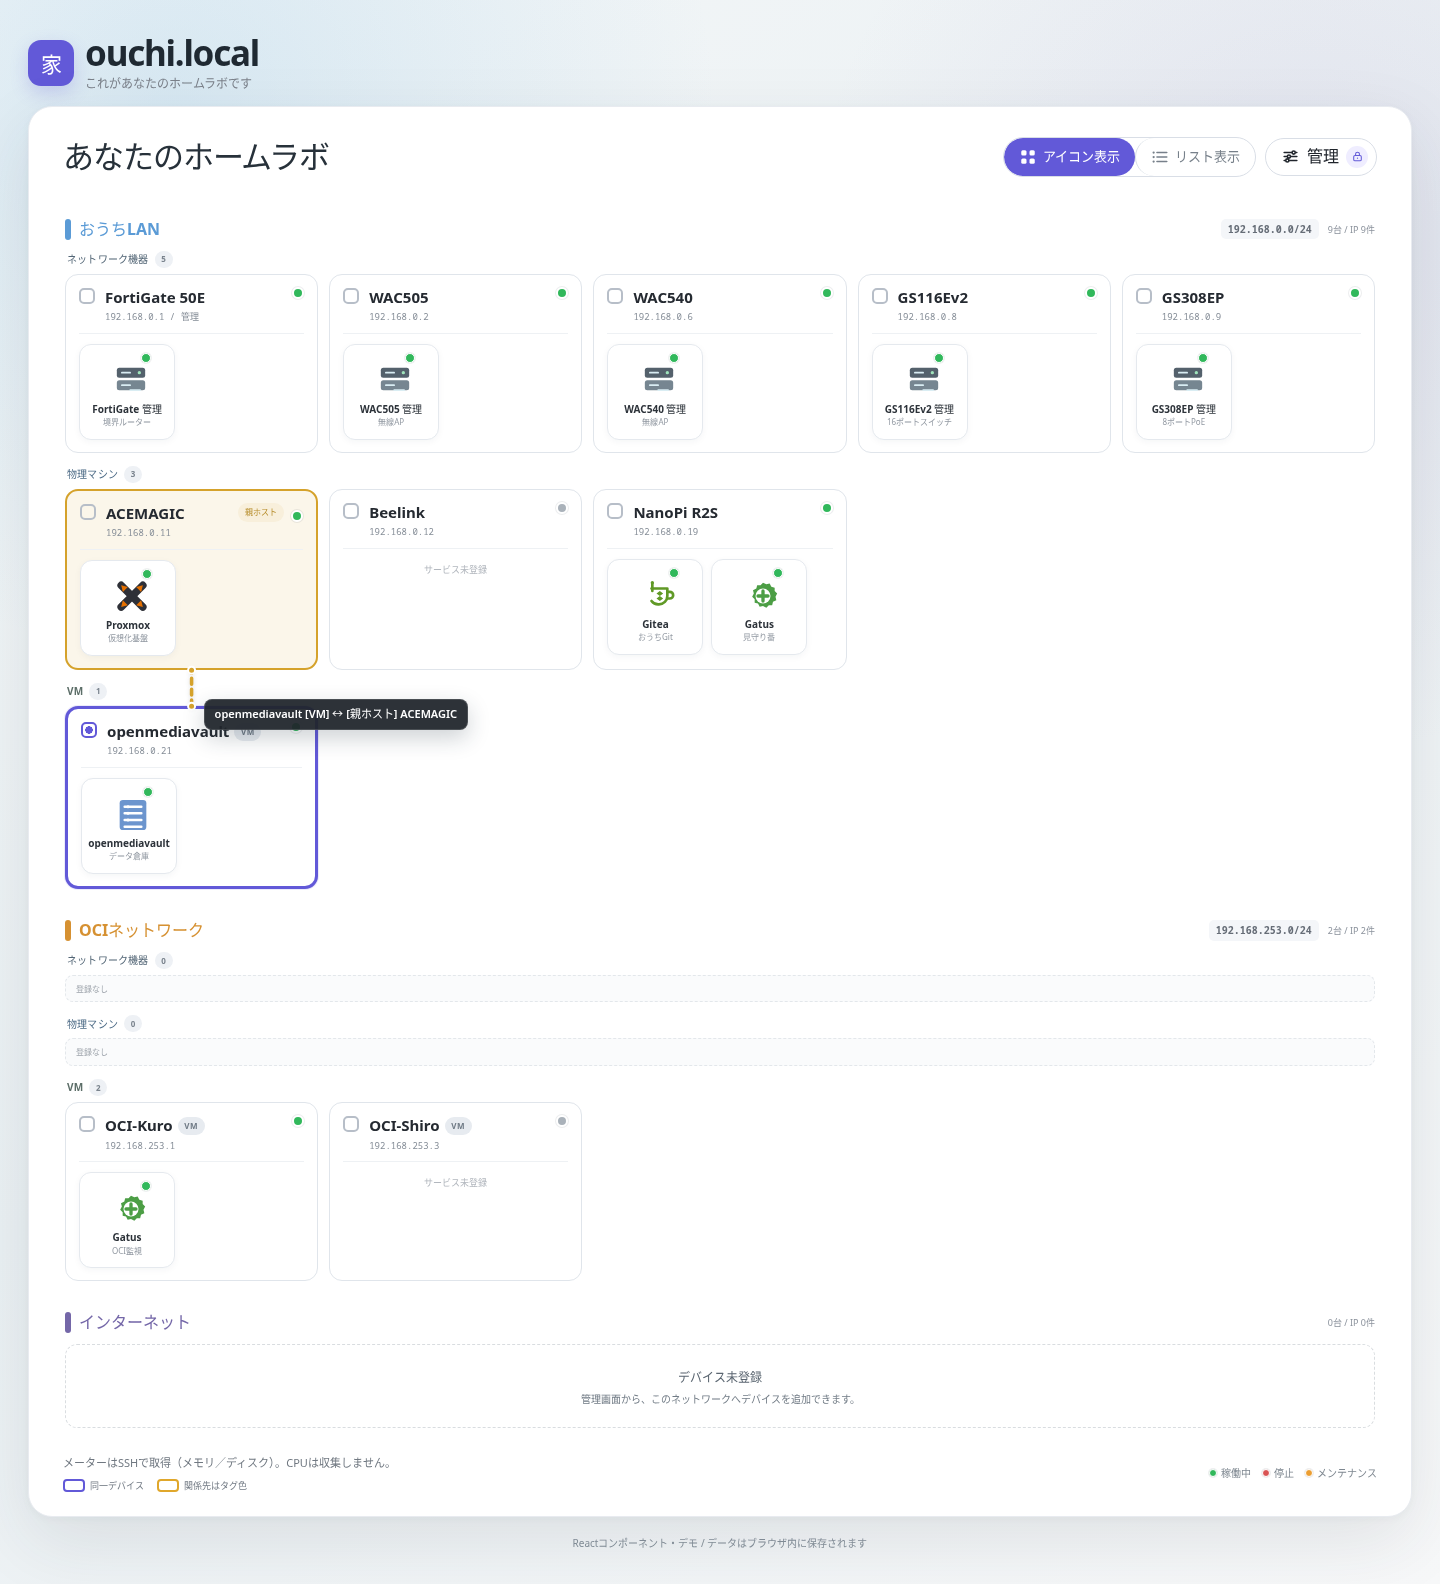 家
ouchi.local
これがあなたのホームラボです
あなたのホームラボ
アイコン表示
リスト表示
管理
おうちLAN
192.168.0.0/24
9台 / IP 9件
ネットワーク機器 5
FortiGate 50E
192.168.0.1 / 管理
FortiGate 管理
境界ルーター
WAC505
192.168.0.2
WAC505 管理
無線AP
WAC540
192.168.0.6
WAC540 管理
無線AP
GS116Ev2
192.168.0.8
GS116Ev2 管理
16ポートスイッチ
GS308EP
192.168.0.9
GS308EP 管理
8ポートPoE
物理マシン 3
ACEMAGIC
親ホスト
192.168.0.11
Proxmox
仮想化基盤
Beelink
192.168.0.12
サービス未登録
NanoPi R2S
192.168.0.19
Gitea
おうちGit
Gatus
見守り番
VM 1
openmediavault [VM] ↔ [親ホスト] ACEMAGIC
openmediavault VM
192.168.0.21
openmediavault
データ倉庫
OCIネットワーク
192.168.253.0/24
2台 / IP 2件
ネットワーク機器 0
登録なし
物理マシン 0
登録なし
VM 2
OCI-Kuro VM
192.168.253.1
Gatus
OCI監視
OCI-Shiro VM
192.168.253.3
サービス未登録
インターネット
0台 / IP 0件
デバイス未登録
管理画面から、このネットワークへデバイスを追加できます。
メーターはSSHで取得（メモリ／ディスク）。CPUは収集しません。
同一デバイス
関係先はタグ色
稼働中
停止
メンテナンス
Reactコンポーネント・デモ / データはブラウザ内に保存されます